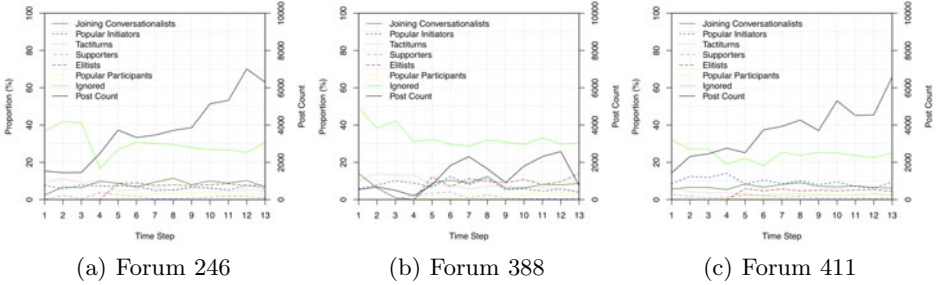 Joining Conversationalists
Popular Initiators
Tactiturns
Supporters
Elitists
Popular Participants
Ignored
Post Count
Proportion (%)
100
80
60
40
20
0
10000
8000
6000
4000
2000
0
Post Count
1 2 3 4 5 6 7 8 9 10 11 12 13
Time Step
(a) Forum 246
Joining Conversationalists
Popular Initiators
Tactiturns
Supporters
Elitists
Popular Participants
Ignored
Post Count
Proportion (%)
100
80
60
40
20
0
10000
8000
6000
4000
2000
0
Post Count
1 2 3 4 5 6 7 8 9 10 11 12 13
Time Step
(b) Forum 388
Joining Conversationalists
Popular Initiators
Tactiturns
Supporters
Elitists
Popular Participants
Ignored
Post Count
Proportion (%)
100
80
60
40
20
0
10000
8000
6000
4000
2000
0
Post Count
1 2 3 4 5 6 7 8 9 10 11 12 13
Time Step
(c) Forum 411